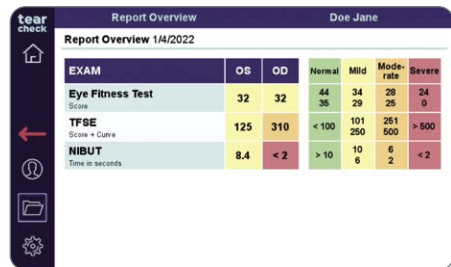 tear check
Report Overview Doe Jane
Report Overview 1/4/2022
EXAM OS OD Normal Mild Mode-rate Severe
Eye Fitness Test 32 32 44 34 28 24
Score 35 29 25 0
TFSE 125 310 < 100 101 251 > 500
Score + Curve 250 500
NIBUT 8.4 < 2 > 10 10 6 < 2
Time in seconds 6 2